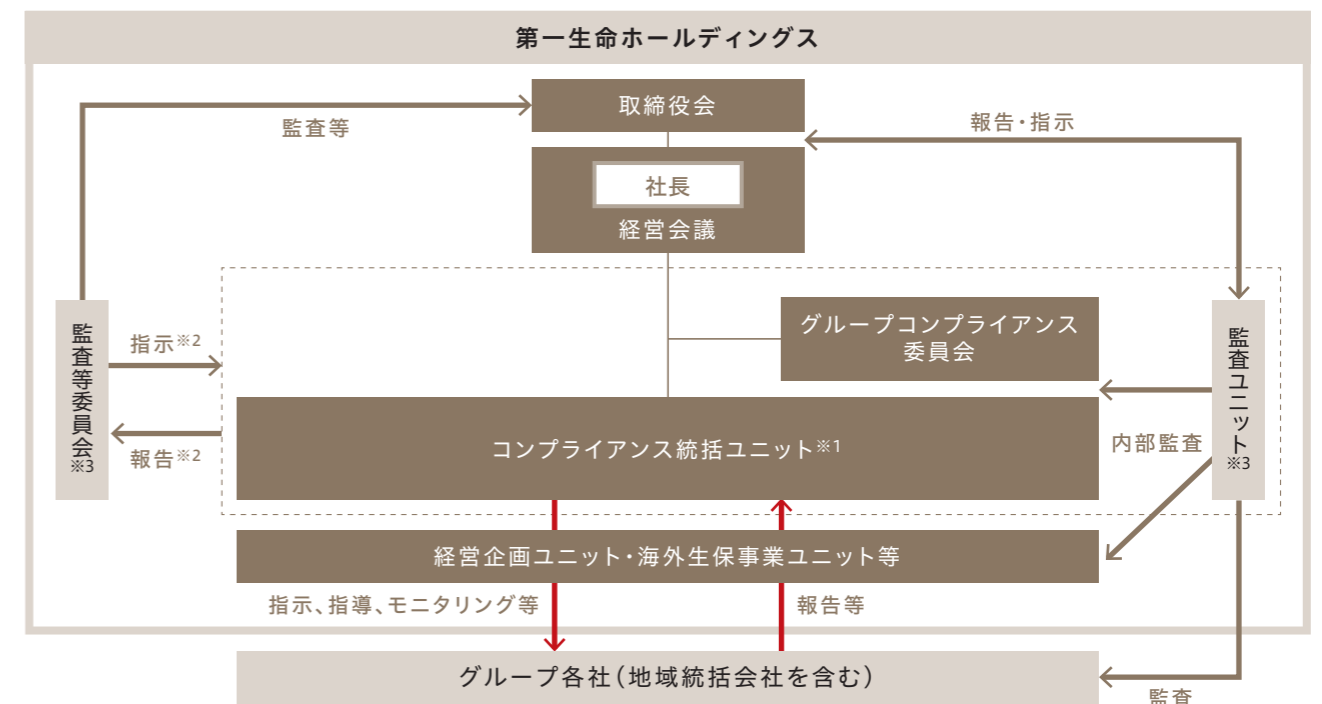 第一生命ホールディングス
取締役会
監査等
報告・指示
社長
経営会議
監査等委員会※3
指示※2
報告※2
グループコンプライアンス
委員会
監査ユニット※3
コンプライアンス統括ユニット※1
内部監査
経営企画ユニット・海外生保事業ユニット等
指示、指導、モニタリング等
報告等
グループ各社（地域統括会社を含む）
監査